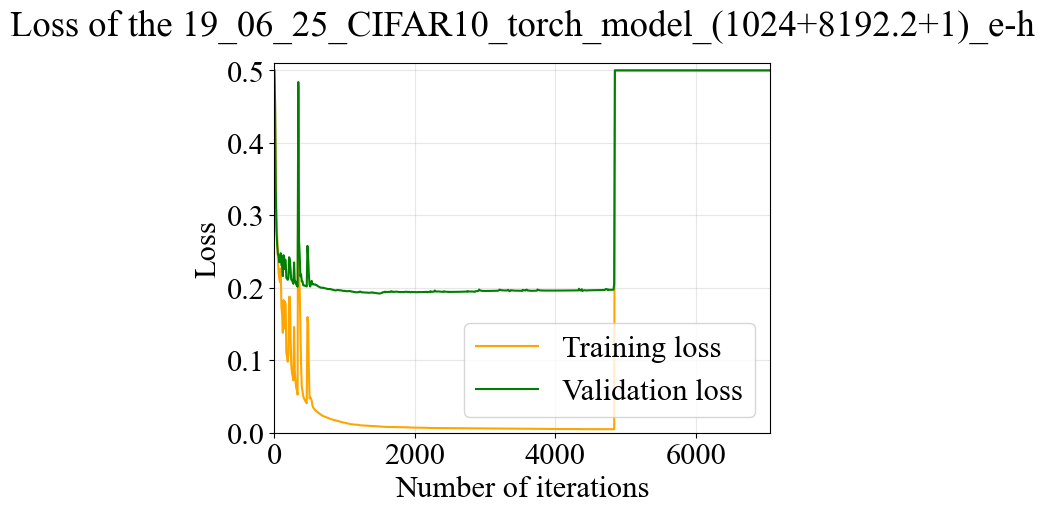 Loss of the 19_06_25_CIFAR10_torch_model_(1024+8192.2+1)_e-h
0.5
0.4
0.3
0.2
0.1
0.0
Loss
Training loss
Validation loss
0 2000 4000 6000
Number of iterations